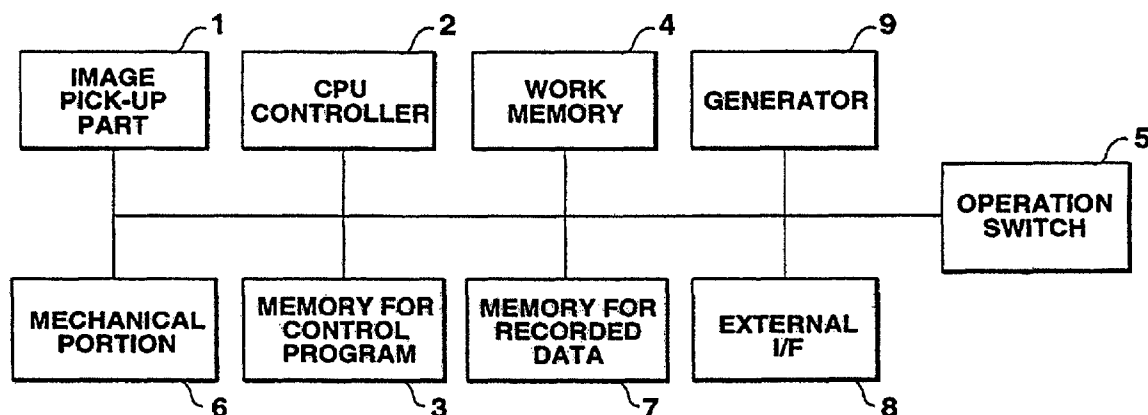 1
IMAGE
PICK-UP
PART
2
CPU
CONTROLLER
4
WORK
MEMORY
9
GENERATOR
5
OPERATION
SWITCH
MECHANICAL
PORTION
6
MEMORY FOR
CONTROL
PROGRAM
3
MEMORY FOR
RECORDED
DATA
7
EXTERNAL
I/F
8